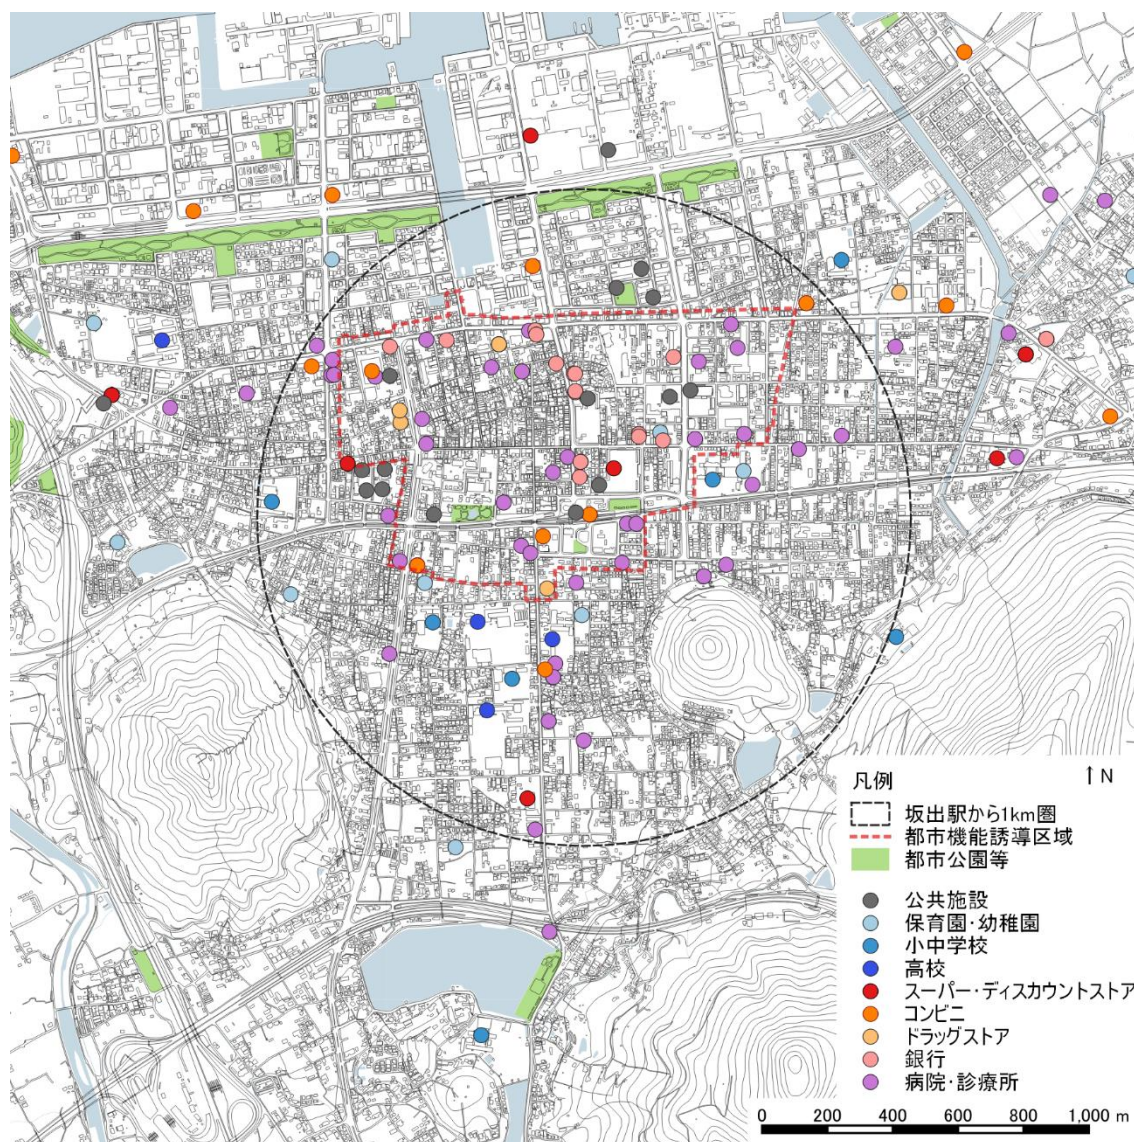 凡例
↑N
坂出駅から1km圏
都市機能誘導区域
都市公園等
公共施設
保育園・幼稚園
小中学校
高校
スーパー・ディスカウントストア
コンビニ
ドラッグストア
銀行
病院・診療所
0 200 400 600 800 1,000 m